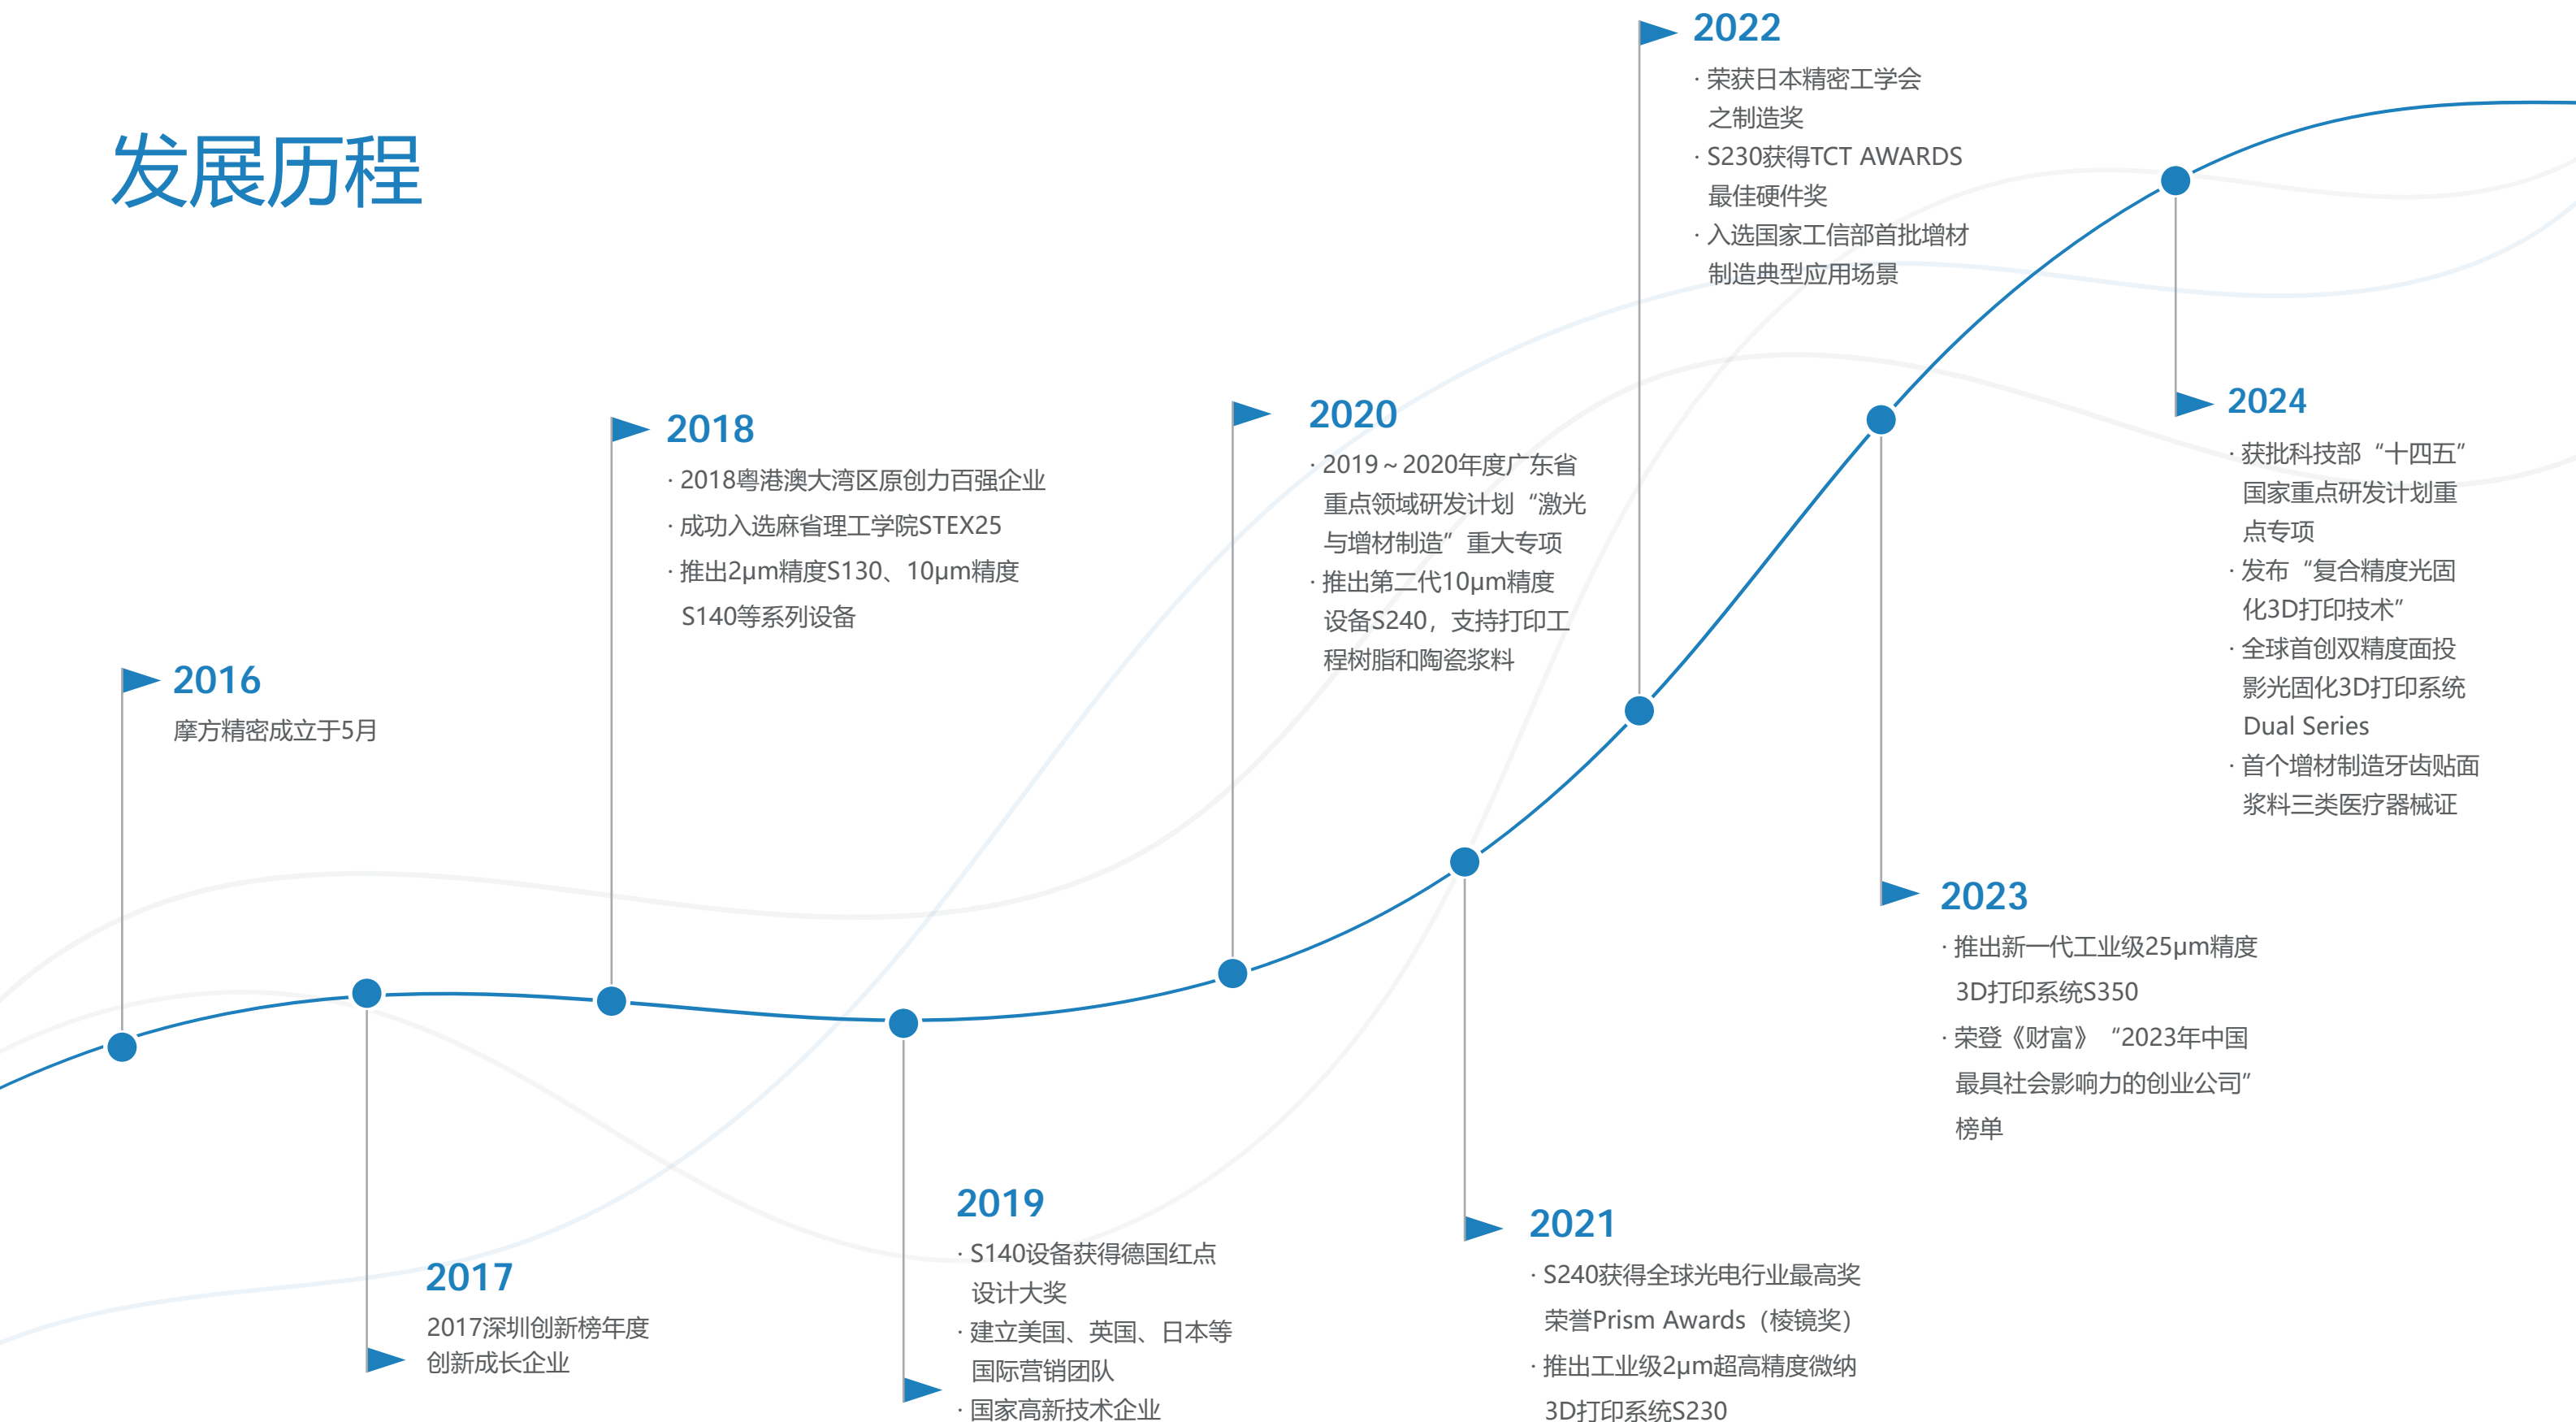 发展历程
2016
摩方精密成立于5月
2017
2017深圳创新榜年度
创新成长企业
2018
· 2018粤港澳大湾区原创力百强企业
· 成功入选麻省理工学院STEX25
· 推出2μm精度S130、10μm精度
S140等系列设备
2019
· S140设备获得德国红点
设计大奖
· 建立美国、英国、日本等
国际营销团队
· 国家高新技术企业
2020
· 2019～2020年度广东省
重点领域研发计划“激光
与增材制造”重大专项
· 推出第二代10μm精度
设备S240，支持打印工
程树脂和陶瓷浆料
2021
· S240获得全球光电行业最高奖
荣誉Prism Awards（棱镜奖）
· 推出工业级2μm超高精度微纳
3D打印系统S230
2022
· 荣获日本精密工学会
之制造奖
· S230获得TCT AWARDS
最佳硬件奖
· 入选国家工信部首批增材
制造典型应用场景
2023
· 推出新一代工业级25μm精度
3D打印系统S350
· 荣登《财富》“2023年中国
最具社会影响力的创业公司”
榜单
2024
· 获批科技部“十四五”
国家重点研发计划重
点专项
· 发布“复合精度光固
化3D打印技术”
· 全球首创双精度面投
影光固化3D打印系统
Dual Series
· 首个增材制造牙齿贴面
浆料三类医疗器械证